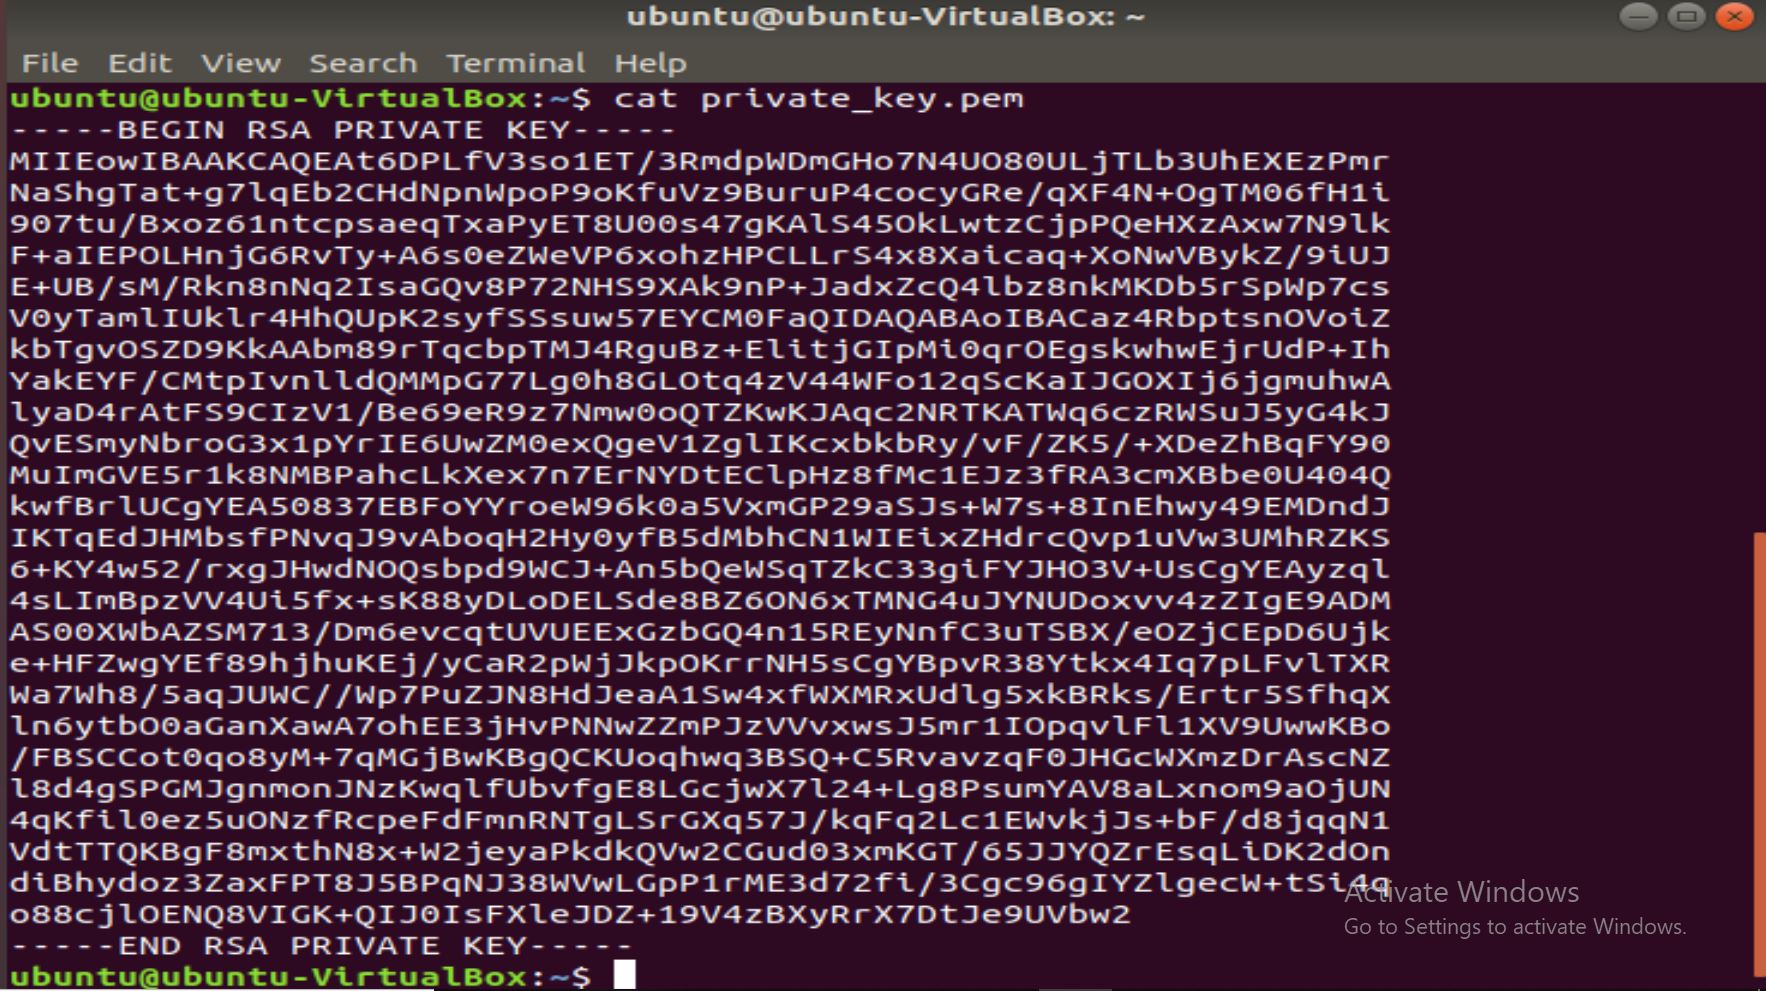 ubuntu@ubuntu-VirtualBox: ~
File Edit View Search Terminal Help
ubuntu@ubuntu-VirtualBox:~$ cat private_key.pem
-----BEGIN RSA PRIVATE KEY-----
MIIEowIBAAKCAQEAt6DPLfV3so1ET/3RmdpWDmGHo7N4UO80ULjTLb3UhEXEzPmr
NaShgTat+g7lqEb2CHdNpnWpoP9oKfuVz9BuruP4cocyGRe/qXF4N+OgTM06fH1i
907tu/Bxoz61ntcpsaeqTxaPyET8U00s47gKAlS45OkLwtzCjpPQeHXzAxw7N9lk
F+aIEPOLHnjG6RvTy+A6s0eZWeVP6xohzHPCLLrS4x8Xaicaq+XoNwVBykZ/9iUJ
E+UB/sM/Rkn8nNq2IsaGQv8P72NHS9XAk9nP+JadxZcQ4lbz8nkMKDb5rSpWp7cs
V0yTamlIUklr4HhQUpK2syfSSsuw57EYCM0FaQIDAQABAoIBACaz4RbptsnOVoiZ
kbTgvOSZD9KkAAbm89rTqcbpTMJ4RguBz+ElitjGIpMi0qrOEgskwhwEjrUdP+Ih
YakEYF/CMtpIvnlldQMMpG77Lg0h8GLOtq4zV44WFo12qScKaIJGOXIj6jgmuhwA
lyaD4rAtFS9CIzV1/Be69eR9z7Nmw0oQTZKwKJAqc2NRTKATWq6czRWSuJ5yG4kJ
QvESmyNbroG3x1pYrIE6UwZM0exQgeV1ZglIKcxbkbRy/vF/ZK5/+XDeZhBqFY90
MuImGVE5r1k8NMBPahcLkXex7n7ErNYDtEClpHz8fMc1EJz3fRA3cmXBbe0U404Q
kwfBrlUCgYEA50837EBFoYYroeW96k0a5VxmGP29aSJs+W7s+8InEhwy49EMDndJ
IKTqEdJHMbsfPNvqJ9vAboqH2Hy0yfB5dMbhCN1WIEixZHdrcQvp1uVw3UMhRZKS
6+KY4w52/rxgJHwdNOQsbpd9WCJ+An5bQeWSqTZkC33giFYJHO3V+UsCgYEAyzql
4sLImBpzVV4Ui5fx+sK88yDLoDELSde8BZ6ON6xTMNG4uJYNUDoxvv4zZIgE9ADM
AS00XWbAZSM713/Dm6evcqtUVUEExGzbGQ4n15REyNnfC3uTSBX/eOZjCEpD6Ujk
e+HFZwgYEf89hjhuKEj/yCaR2pWjJkpOKrrNH5sCgYBpvR38Ytkx4Iq7pLFvlTXR
Wa7Wh8/5aqJUWC//Wp7PuZJN8HdJeaA1Sw4xfWXMRxUdlg5xkBRks/Ertr5SfhqX
ln6ytbO0aGanXawA7ohEE3jHvPNNwZZmPJzVVvxwsJ5mr1IOpqvlFl1XV9UwwKBo
/FBSCCot0qo8yM+7qMGjBwKBgQCKUoqhwq3BSQ+C5RvavzqF0JHGcWXmzDrAscNZ
l8d4gSPGMJgnmonJNzKwqlfUbvfgE8LGcjwX7l24+Lg8PsumYAV8aLxnom9aOjUN
4qKfil0ez5uONzfRcpeFdFmnRNTgLSrGXq57J/kqFq2Lc1EWvkjJs+bF/d8jqqN1
VdtTTQKBgF8mxthN8x+W2jeyaPkdkQVw2CGud03xmKGT/65JJYQZrEsqLiDK2dOn
diBhydoz3ZaxFPT8J5BPqNJ38WVwLGpP1rME3d72fi/3Cgc96gIYZlgecW+tSi4q
o88cjlOENQ8VIGK+QIJ0IsFXleJDZ+19V4zBXyRrX7DtJe9UVbw2
-----END RSA PRIVATE KEY-----
ubuntu@ubuntu-VirtualBox:~$
Activate Windows
Go to Settings to activate Windows.